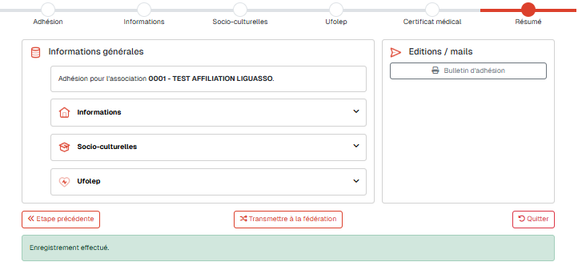 Adhésion
Informations
Socio-culturelles
Ufolep
Certificat médical
Résumé
Informations générales
Adhésion pour l'association 0001 - TEST AFFILIATION LIGUASSO.
Informations
Socio-culturelles
Ufolep
Editions / mails
Bulletin d'adhésion
Etape précédente
Transmettre à la fédération
Quitter
Enregistrement effectué.